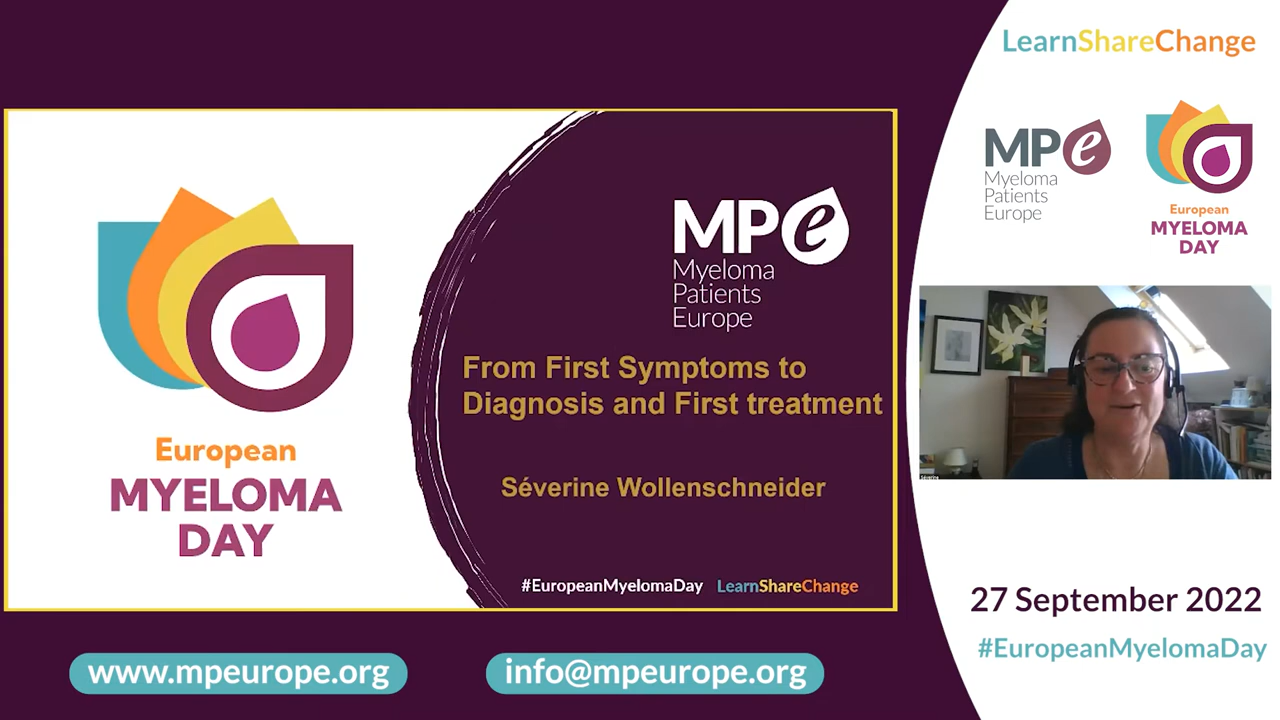 LearnShareChange
MPe
Myeloma
Patients
Europe
European
MYELOMA
DAY
MPe
Myeloma
Patients
Europe
From First Symptoms to
Diagnosis and First treatment
Séverine Wollenschneider
European
MYELOMA
DAY
#EuropeanMyelomaDay LearnShareChange
Séverine
27 September 2022
#EuropeanMyelomaDay
www.mpeurope.org
info@mpeurope.org